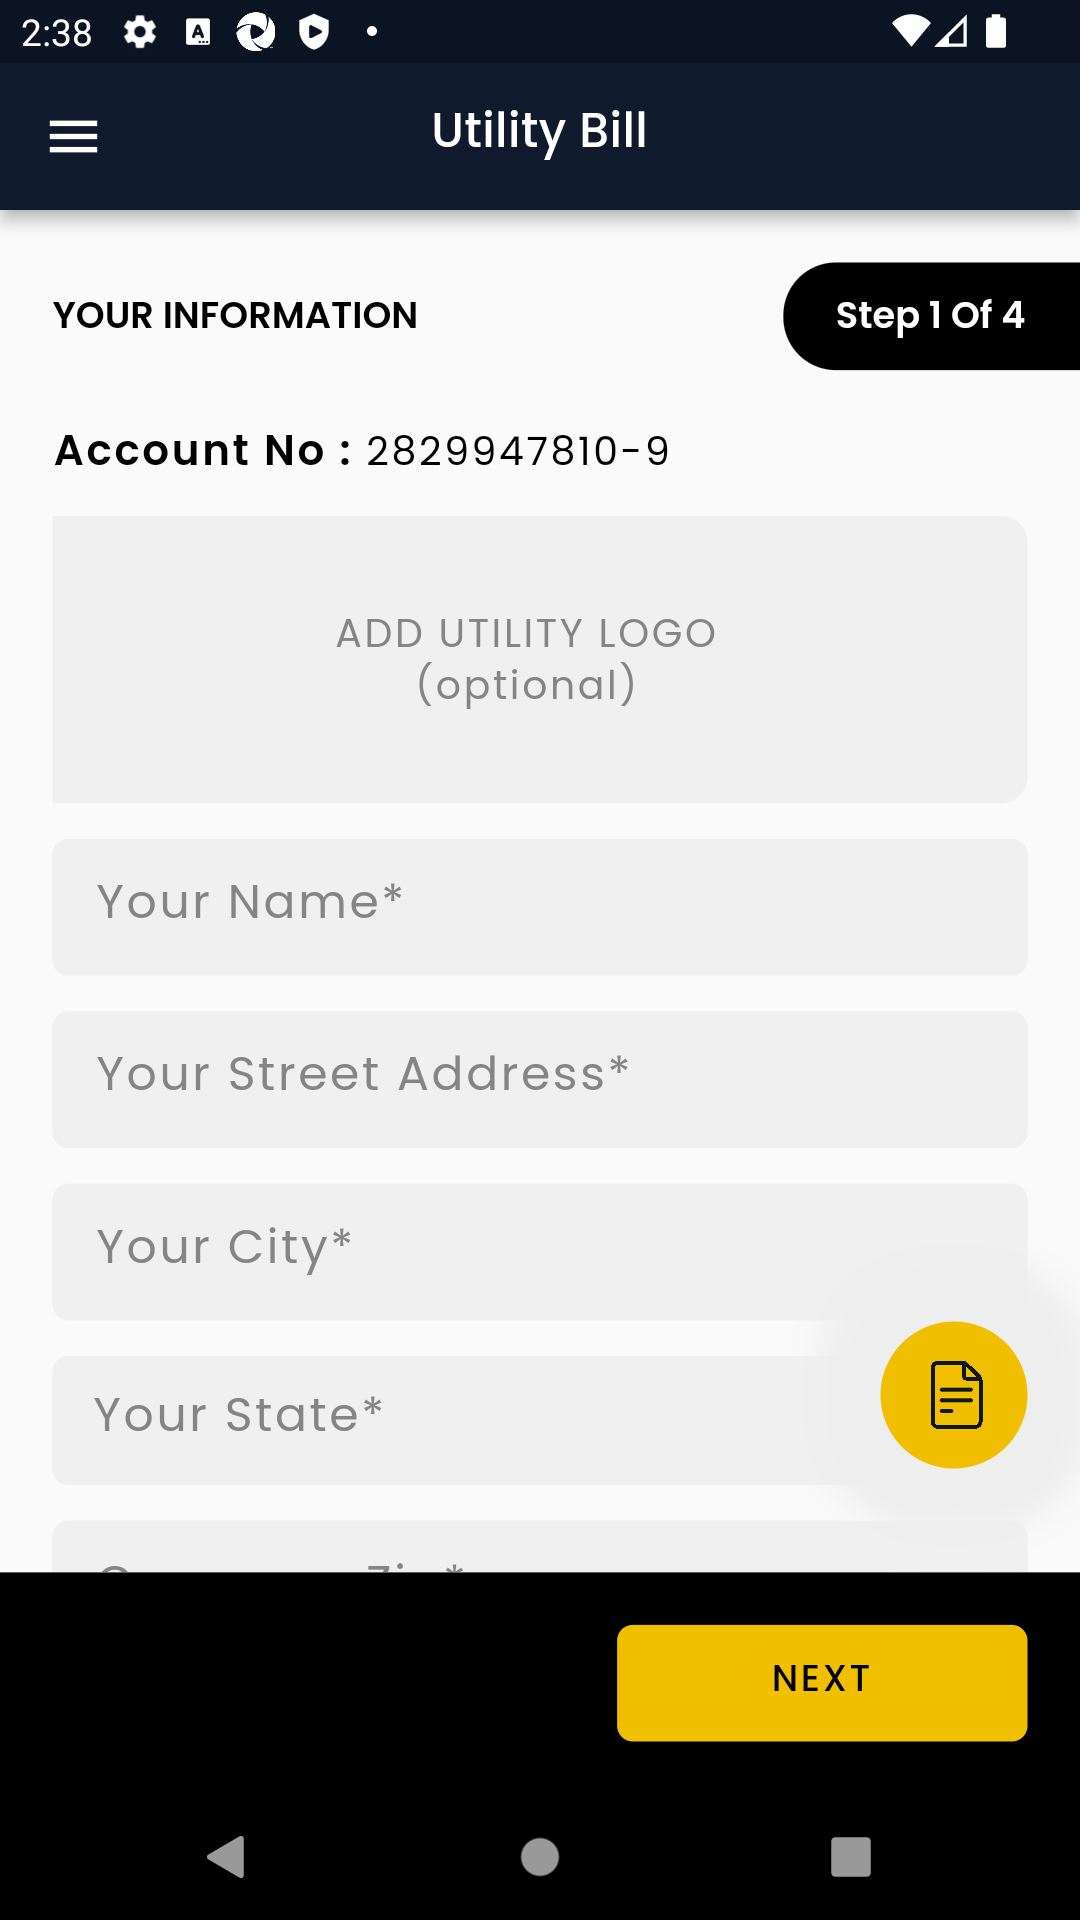 2:38
Utility Bill
YOUR INFORMATION
Step 1 Of 4
Account No : 2829947810-9
ADD UTILITY LOGO
(optional)
Your Name*
Your Street Address*
Your City*
Your State*
NEXT